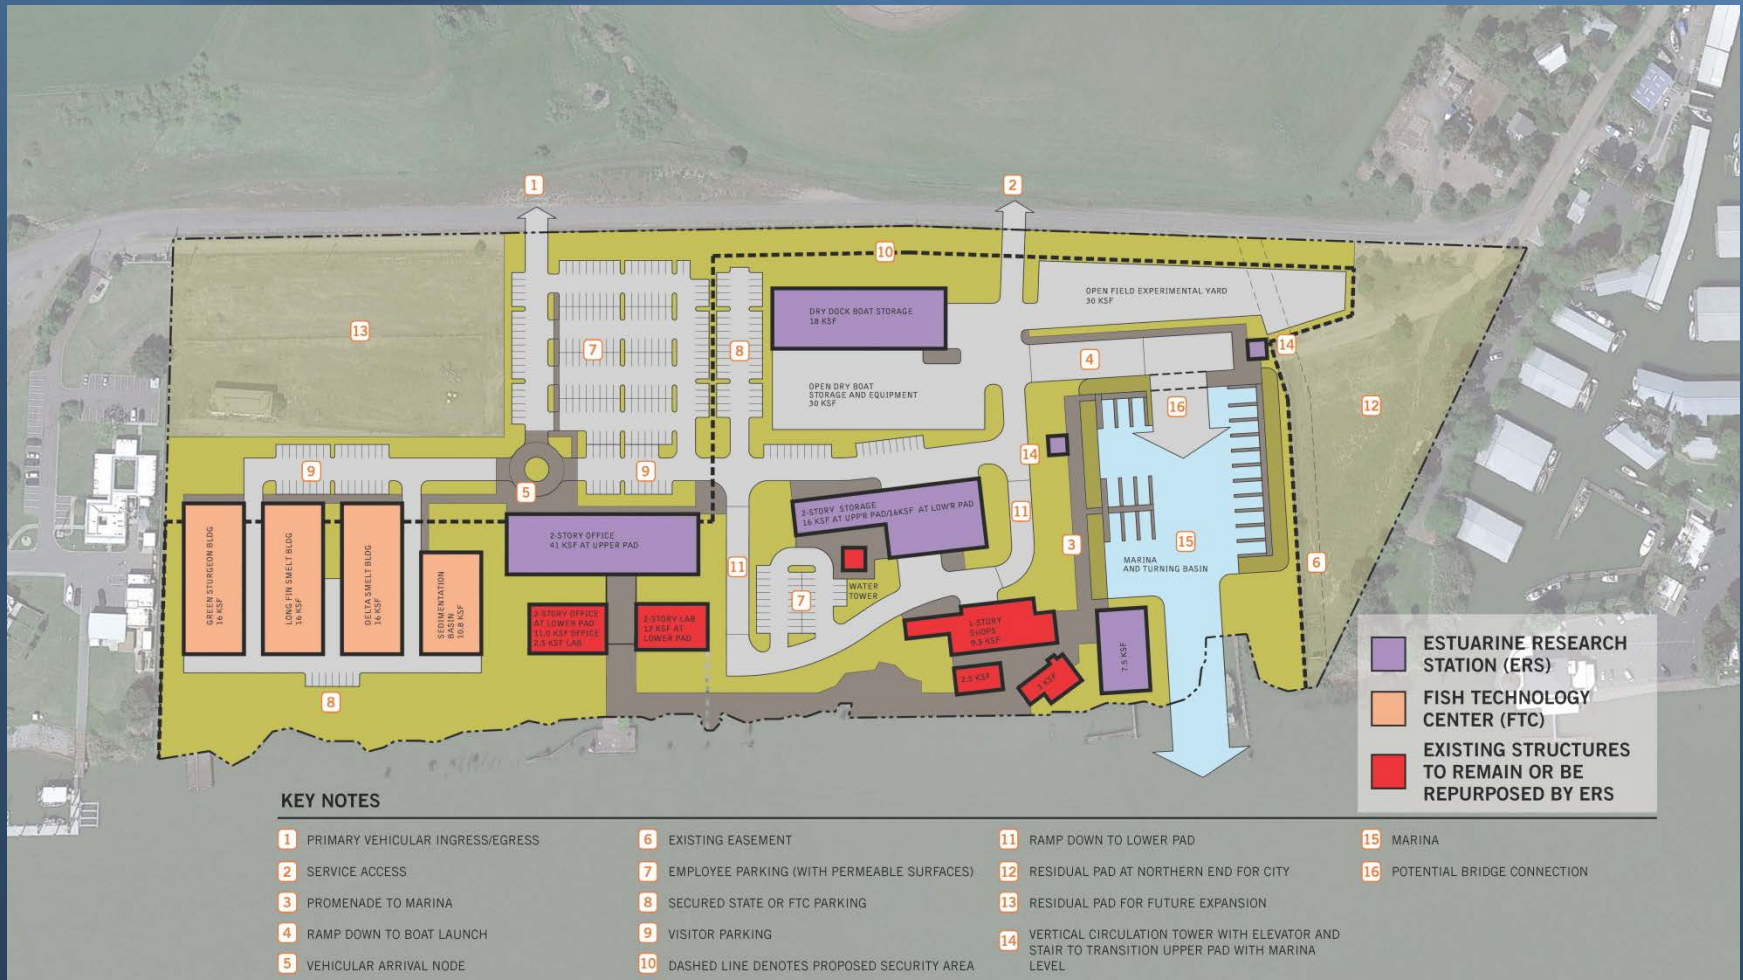 1
2
10
OPEN FIELD EXPERIMENTAL YARD
30 KSF
DRY DOCK BOAT STORAGE
18 KSF
13
7
8
4
14
OPEN DRY BOAT
STORAGE AND EQUIPMENT
30 KSF
16
12
14
9
9
5
2-STORY STORAGE
16 KSF AT UPP'R PAD/16KSF AT LOW'R PAD
11
GREEN STURGEON BLDG
16 KSF
LONG FIN SMELT BLDG
16 KSF
DELTA SMELT BLDG
16 KSF
SEDIMENTATION
BASIN
10.8 KSF
2-STORY OFFICE
41 KSF AT UPPER PAD
3
15
MARINA
AND TURNING BASIN
6
11
7
WATER
TOWER
2-STORY OFFICE
AT LOWER PAD
11.0 KSF OFFICE
2.5 KSF LAB
2-STORY LAB
17 KSF AT
LOWER PAD
1-STORY
SHOPS
9.5 KSF
2.5 KSF
3 KSF
7.5 KSF
8
ESTUARINE RESEARCH
STATION (ERS)
FISH TECHNOLOGY
CENTER (FTC)
EXISTING STRUCTURES
TO REMAIN OR BE
REPURPOSED BY ERS
KEY NOTES
1 PRIMARY VEHICULAR INGRESS/EGRESS
2 SERVICE ACCESS
3 PROMENADE TO MARINA
4 RAMP DOWN TO BOAT LAUNCH
5 VEHICULAR ARRIVAL NODE
6 EXISTING EASEMENT
7 EMPLOYEE PARKING (WITH PERMEABLE SURFACES)
8 SECURED STATE OR FTC PARKING
9 VISITOR PARKING
10 DASHED LINE DENOTES PROPOSED SECURITY AREA
11 RAMP DOWN TO LOWER PAD
12 RESIDUAL PAD AT NORTHERN END FOR CITY
13 RESIDUAL PAD FOR FUTURE EXPANSION
14 VERTICAL CIRCULATION TOWER WITH ELEVATOR AND
STAIR TO TRANSITION UPPER PAD WITH MARINA
LEVEL
15 MARINA
16 POTENTIAL BRIDGE CONNECTION